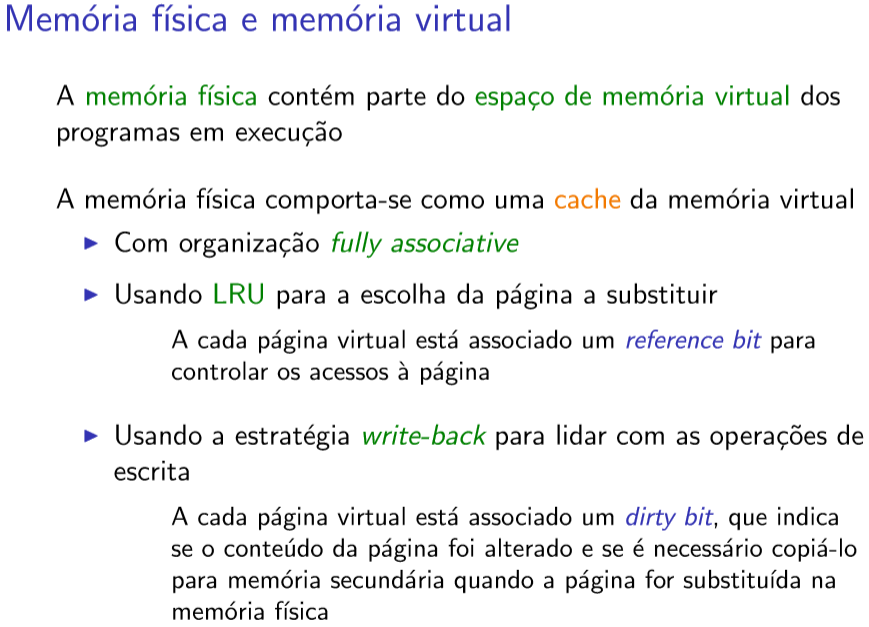 Memória física e memória virtual
A memória física contém parte do espaço de memória virtual dos
programas em execução
A memória física comporta-se como uma cache da memória virtual
▶ Com organização fully associative
▶ Usando LRU para a escolha da página a substituir
A cada página virtual está associado um reference bit para
controlar os acessos à página
▶ Usando a estratégia write-back para lidar com as operações de
escrita
A cada página virtual está associado um dirty bit, que indica
se o conteúdo da página foi alterado e se é necessário copiá-lo
para memória secundária quando a página for substituída na
memória física